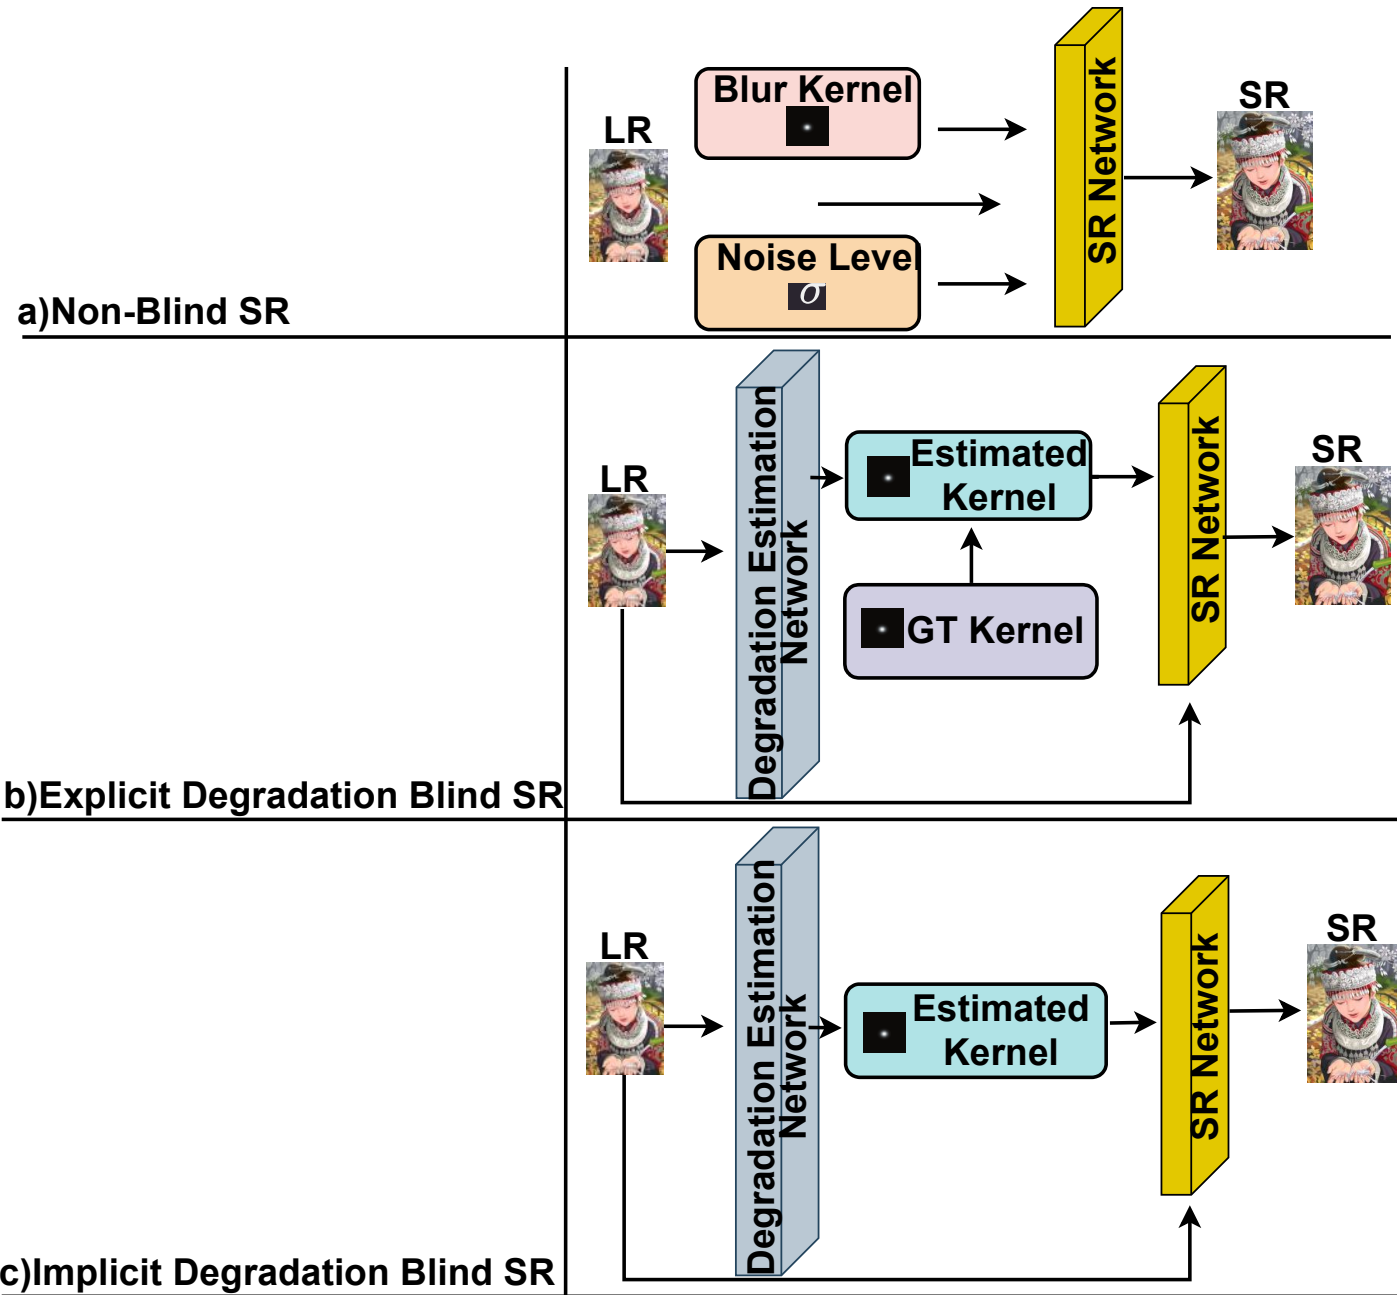 Blur Kernel
LR
SR
SR Network
Noise Level
σ
a)Non-Blind SR
LR
Degradation Estimation
Network
Estimated
Kernel
GT Kernel
SR Network
SR
b)Explicit Degradation Blind SR
LR
Degradation Estimation
Network
Estimated
Kernel
SR Network
SR
c)Implicit Degradation Blind SR